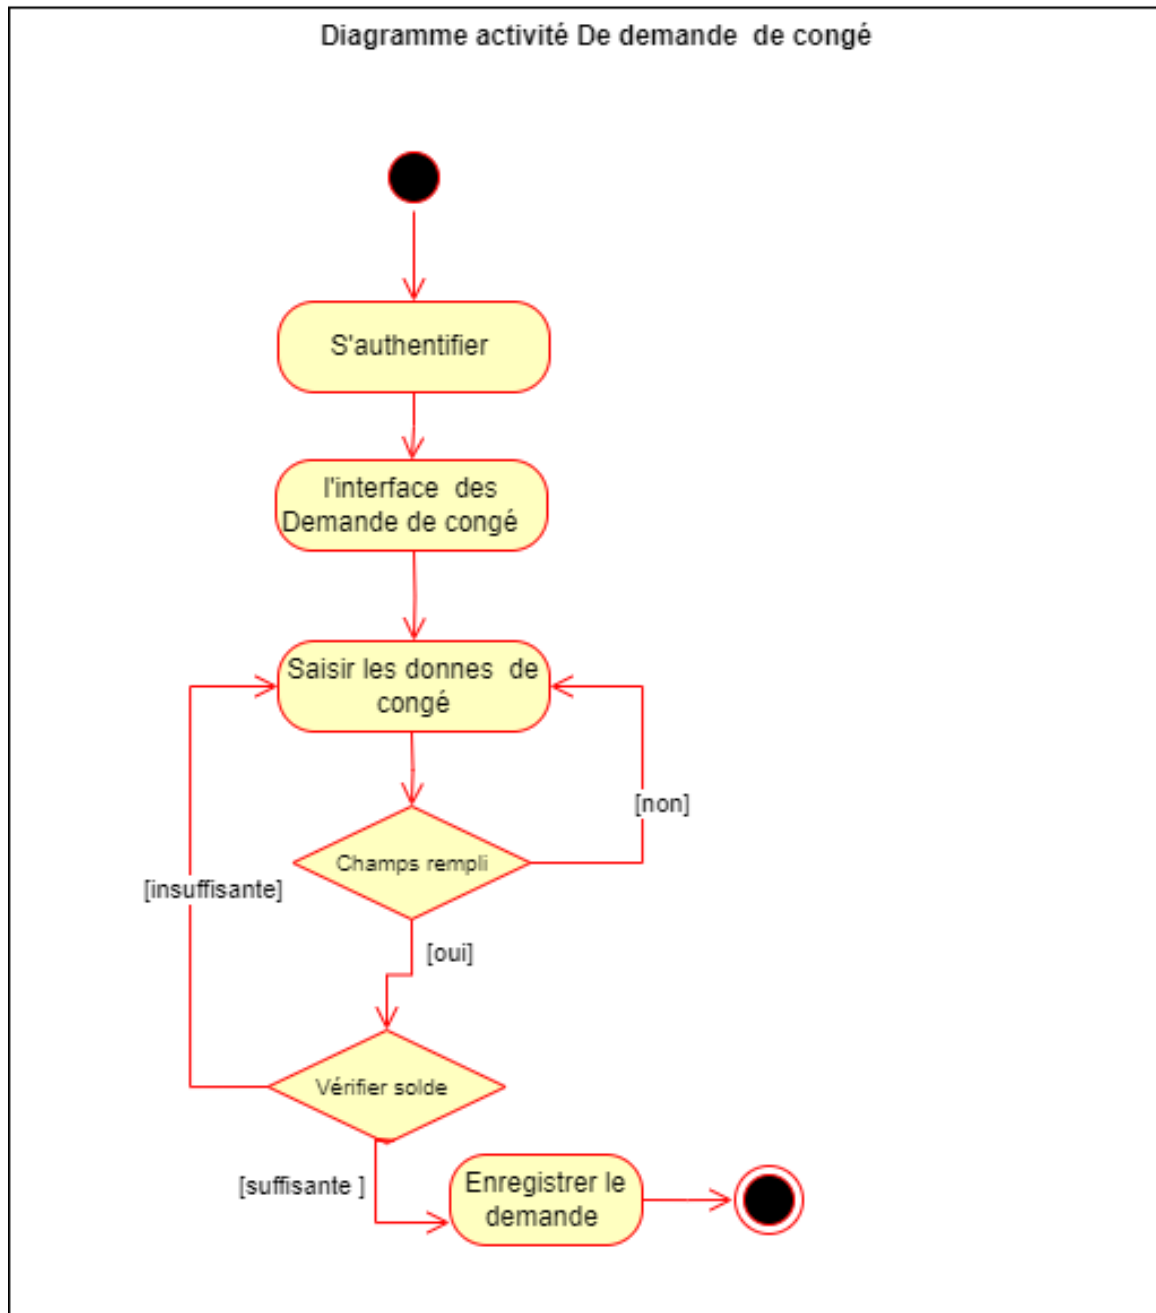 Diagramme activité De demande de congé
S'authentifier
l'interface des
Demande de congé
Saisir les donnes de
congé
[non]
Champs rempli
[insuffisante]
[oui]
Vérifier solde
[suffisante ]
Enregistrer le
demande